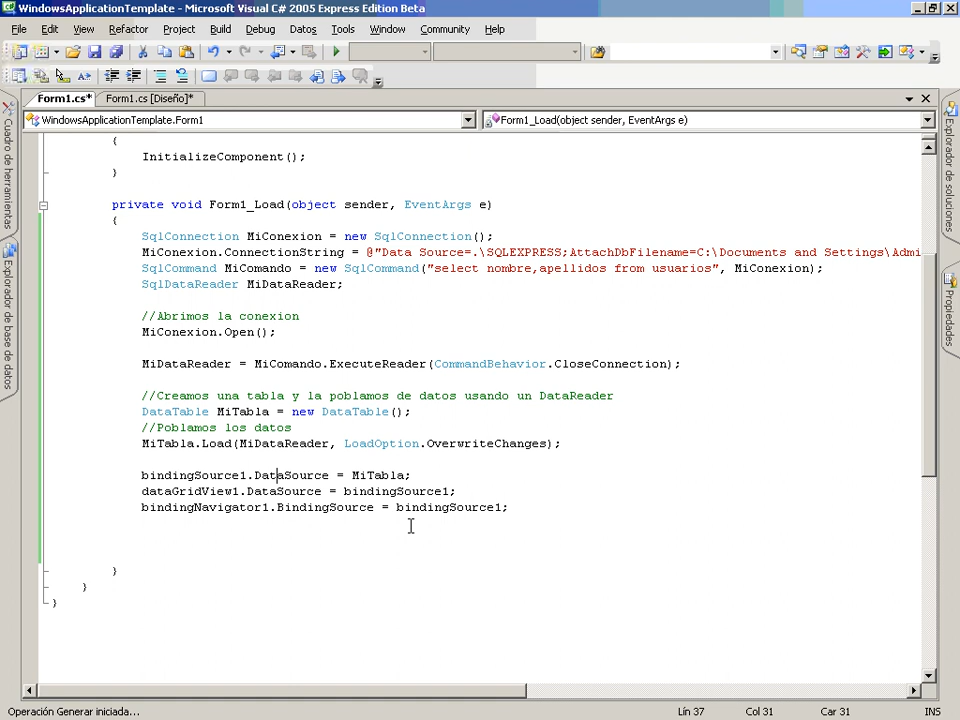 WindowsApplicationTemplate - Microsoft Visual C# 2005 Express Edition Beta
File Edit View Refactor Project Build Debug Datos Tools Window Community Help
Form1.cs* Form1.cs [Diseño]*
WindowsApplicationTemplate.Form1 Form1_Load(object sender, EventArgs e)
{
InitializeComponent();
}
private void Form1_Load(object sender, EventArgs e)
{
SqlConnection MiConexion = new SqlConnection();
MiConexion.ConnectionString = @"Data Source=.\SQLEXPRESS;AttachDbFilename=C:\Documents and Settings\Admi
SqlCommand MiComando = new SqlCommand("select nombre,apellidos from usuarios", MiConexion);
SqlDataReader MiDataReader;
//Abrimos la conexion
MiConexion.Open();
MiDataReader = MiComando.ExecuteReader(CommandBehavior.CloseConnection);
//Creamos una tabla y la poblamos de datos usando un DataReader
DataTable MiTabla = new DataTable();
//Poblamos los datos
MiTabla.Load(MiDataReader, LoadOption.OverwriteChanges);
bindingSource1.DataSource = MiTabla;
dataGridView1.DataSource = bindingSource1;
bindingNavigator1.BindingSource = bindingSource1;
}
}
}
Cuadro de herramientas
Explorador de base de datos
Explorador de soluciones
Propiedades
Operación Generar iniciada... Lín 37 Col 31 Car 31 INS